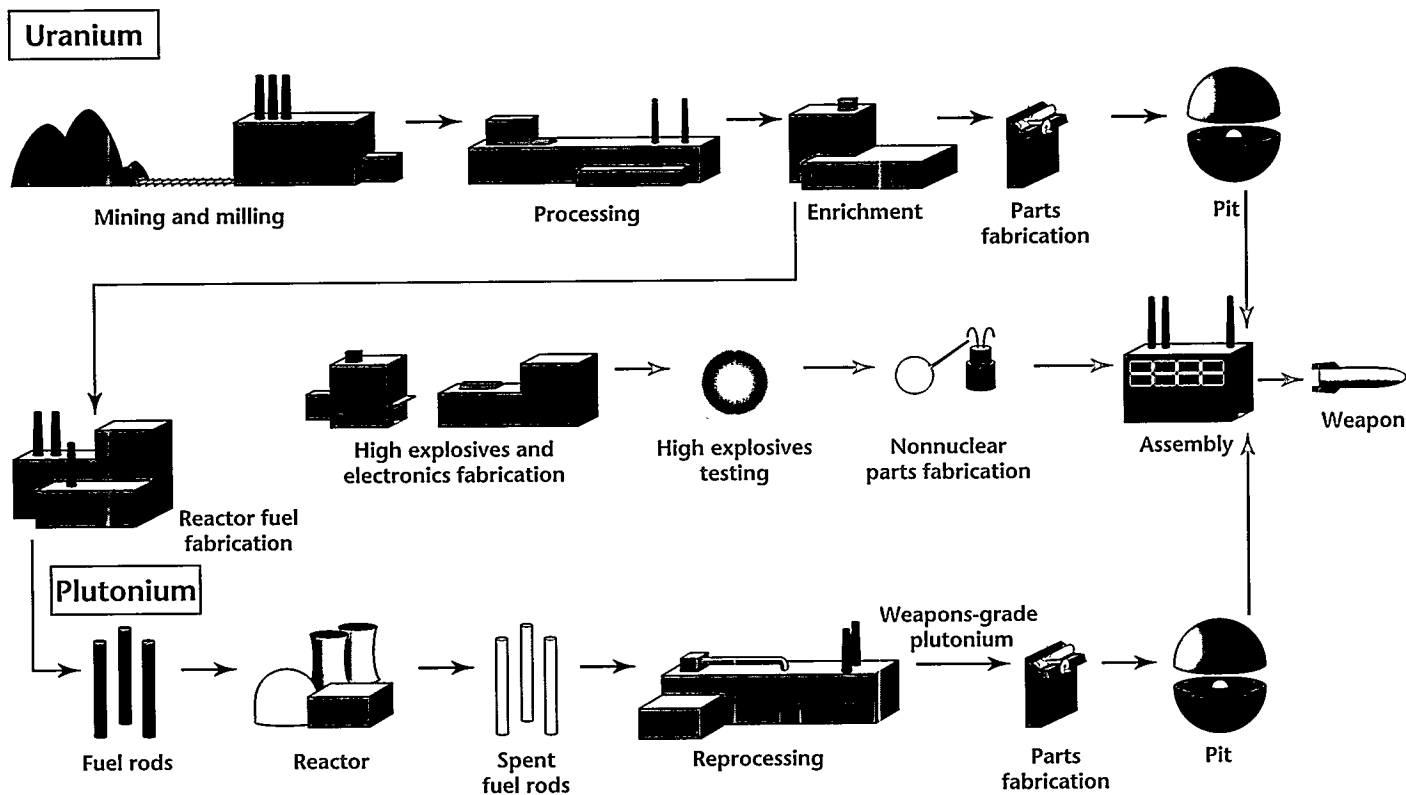 Uranium
Mining and milling
Processing
Enrichment
Parts
fabrication
Pit
High explosives and
electronics fabrication
High explosives
testing
Nonnuclear
parts fabrication
Assembly
Weapon
Reactor fuel
fabrication
Plutonium
Fuel rods
Reactor
Spent
fuel rods
Reprocessing
Weapons-grade
plutonium
Parts
fabrication
Pit